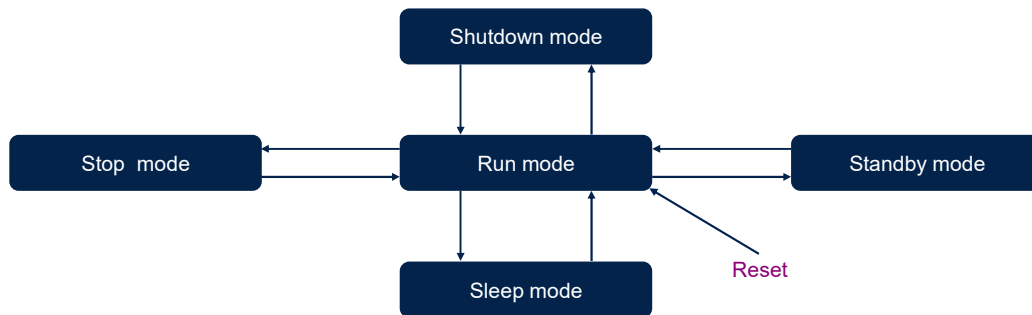 Shutdown mode
Stop mode
Run mode
Standby mode
Reset
Sleep mode